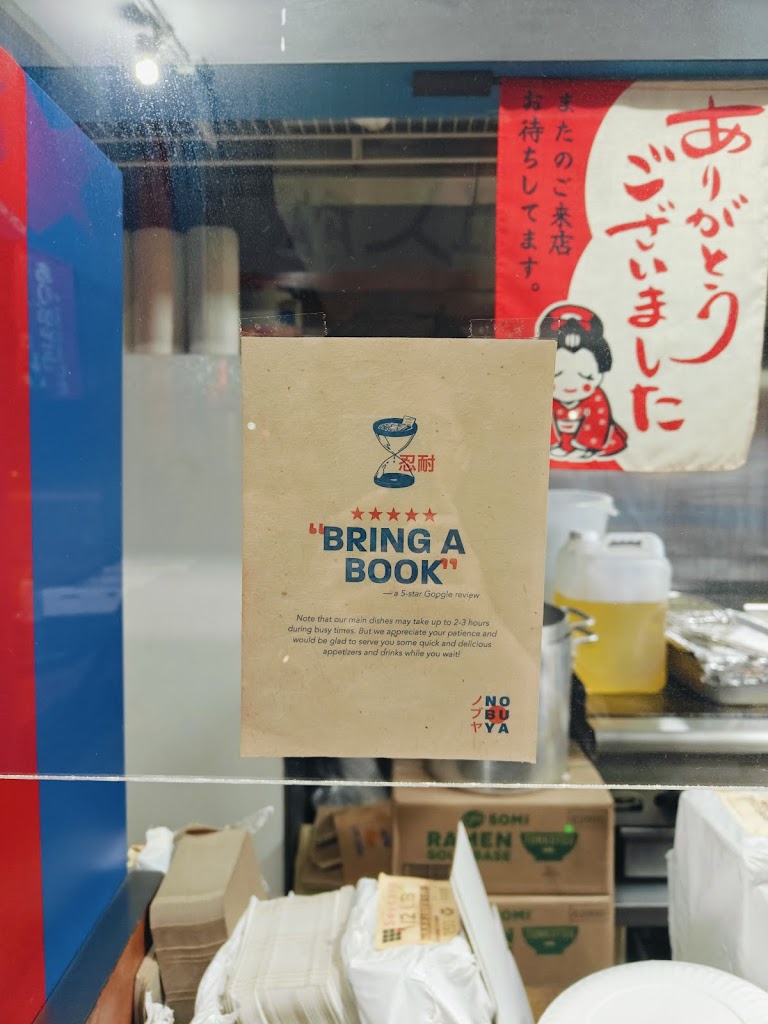 ありがとう
ございました
またのご来店
お待ちしてます。
忍耐
"BRING A
BOOK"
— a 5-star Gopgle review
Note that our main dishes may take up to 2-3 hours
during busy times. But we appreciate your patience and
would be glad to serve you some quick and delicious
appetizers and drinks while you wait!
ノブヤ
NO
BU
YA
SOMI
RAMEN
SOUP BASE
TONKOTSU
SOMI